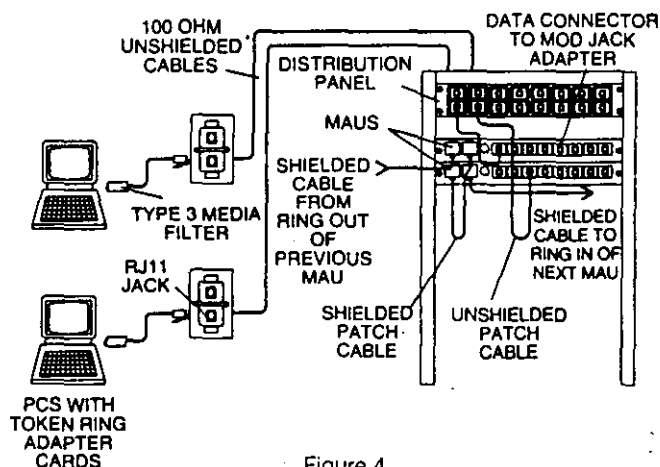 100 OHM
UNSHIELDED
CABLES
DATA CONNECTOR
TO MOD JACK
ADAPTER
DISTRIBUTION
PANEL
MAUS
SHIELDED
CABLE
FROM
RING OUT
OF
PREVIOUS
MAU
TYPE 3 MEDIA
FILTER
SHIELDED
CABLE TO
RING IN OF
NEXT MAU
RJ11
JACK
SHIELDED
PATCH
CABLE
UNSHIELDED
PATCH
CABLE
PCS WITH
TOKEN RING
ADAPTER
CARDS
Figure 4